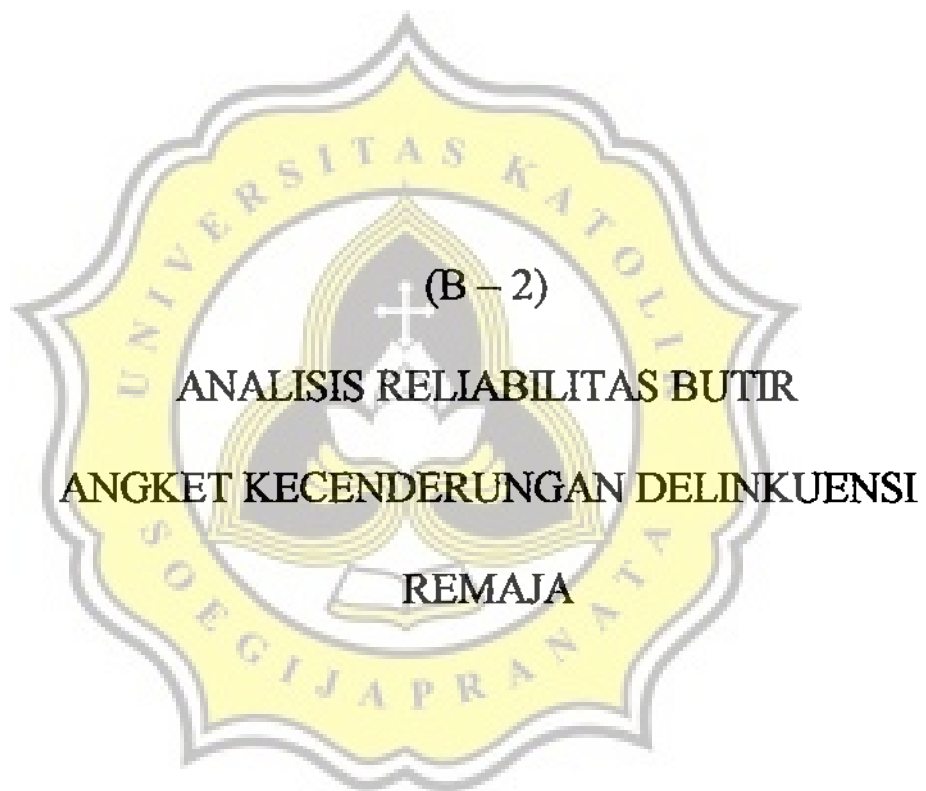 UNIVERSITAS KATOLIK
(B – 2)
ANALISIS RELIABILITAS BUTIR
ANGKET KECENDERUNGAN DELINKUENSI
REMAJA
SOEGIJAPRANATA